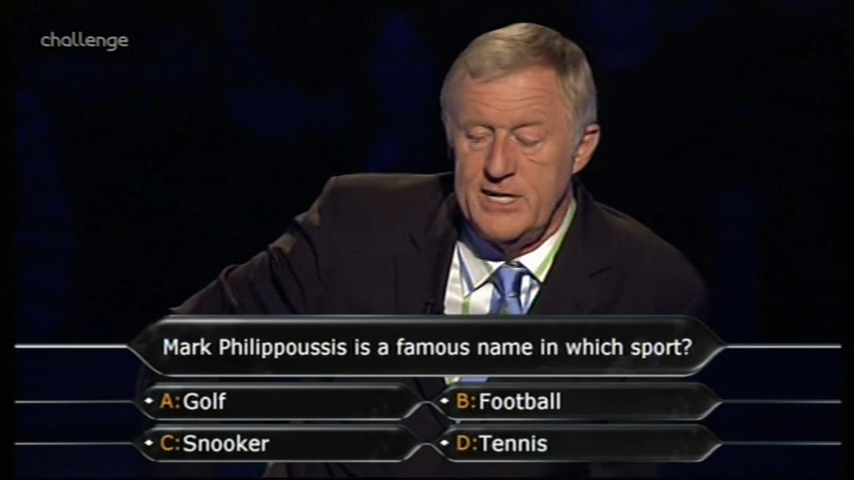 challenge
Mark Philippoussis is a famous name in which sport?
A: Golf
B: Football
C: Snooker
D: Tennis